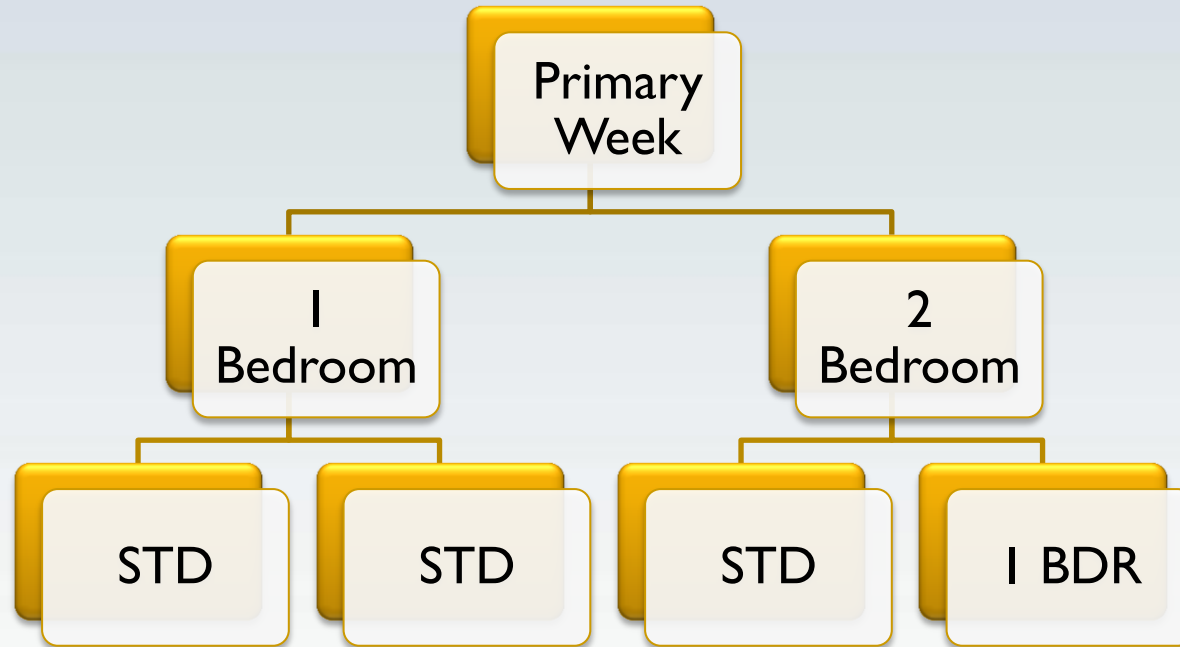 Primary
Week
1
Bedroom
2
Bedroom
STD
STD
STD
1 BDR